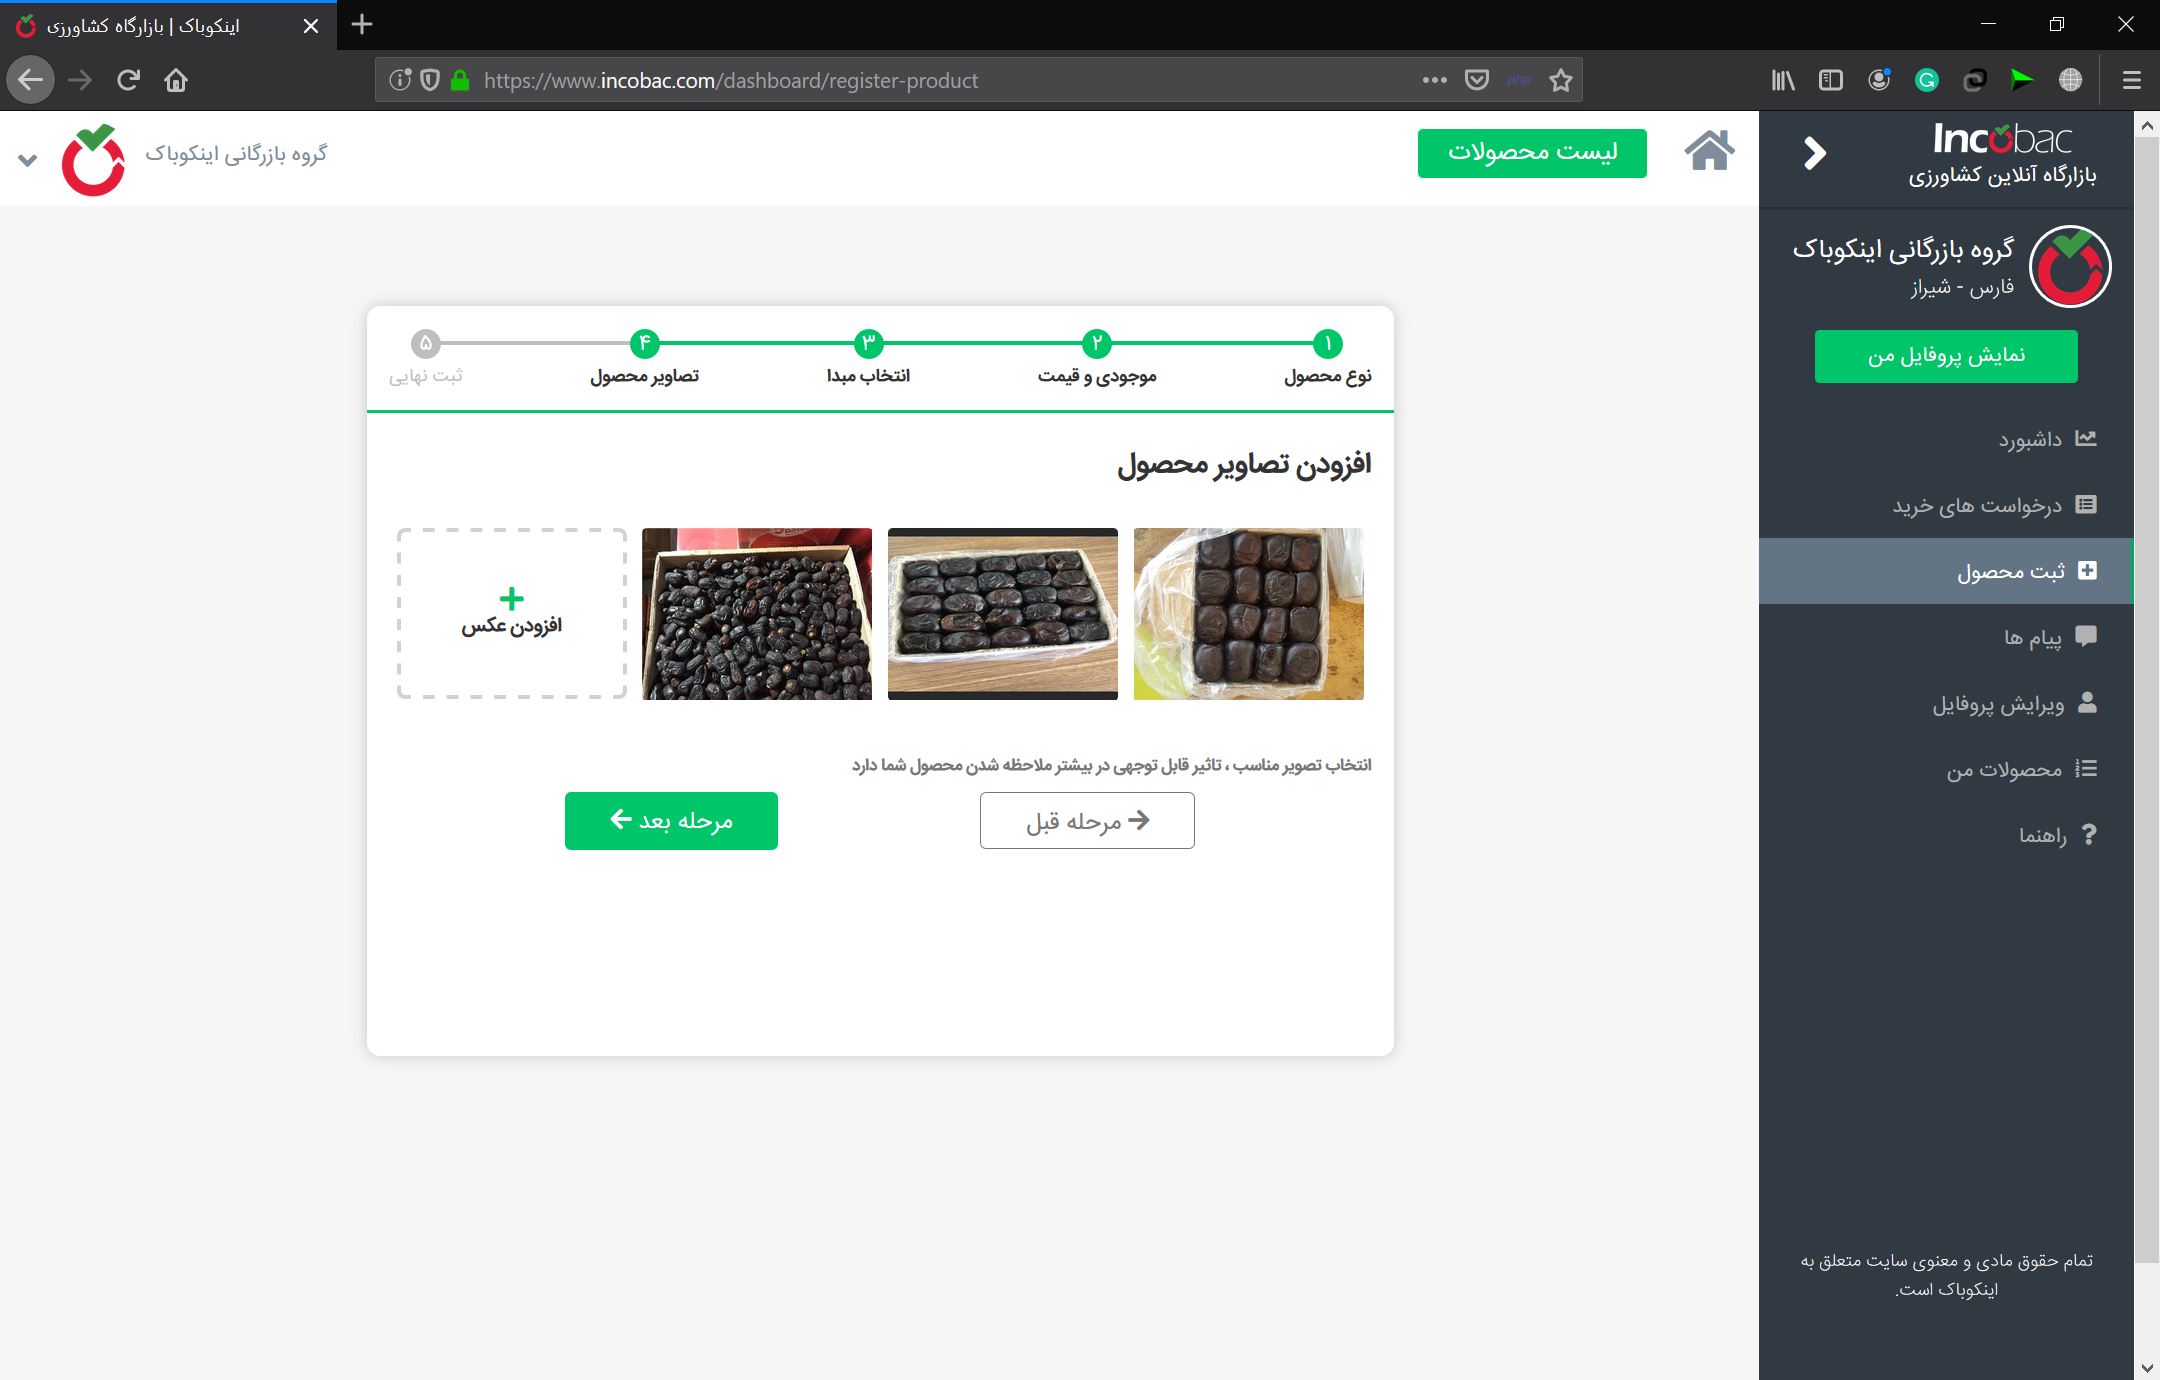 اینکوباک | بازارگاه کشاورزی
https://www.incobac.com/dashboard/register-product
php
Incobac
بازارگاه آنلاین کشاورزی
لیست محصولات
گروه بازرگانی اینکوباک
گروه بازرگانی اینکوباک
فارس - شیراز
نمایش پروفایل من
داشبورد
درخواست های خرید
ثبت محصول
پیام ها
ویرایش پروفایل
محصولات من
راهنما
تمام حقوق مادی و معنوی سایت متعلق به
اینکوباک است.
۱ ۲ ۳ ۴ ۵
نوع محصول موجودی و قیمت انتخاب مبدا تصاویر محصول ثبت نهایی
افزودن تصاویر محصول
افزودن عکس
انتخاب تصویر مناسب ، تاثیر قابل توجهی در بیشتر ملاحظه شدن محصول شما دارد
مرحله قبل مرحله بعد